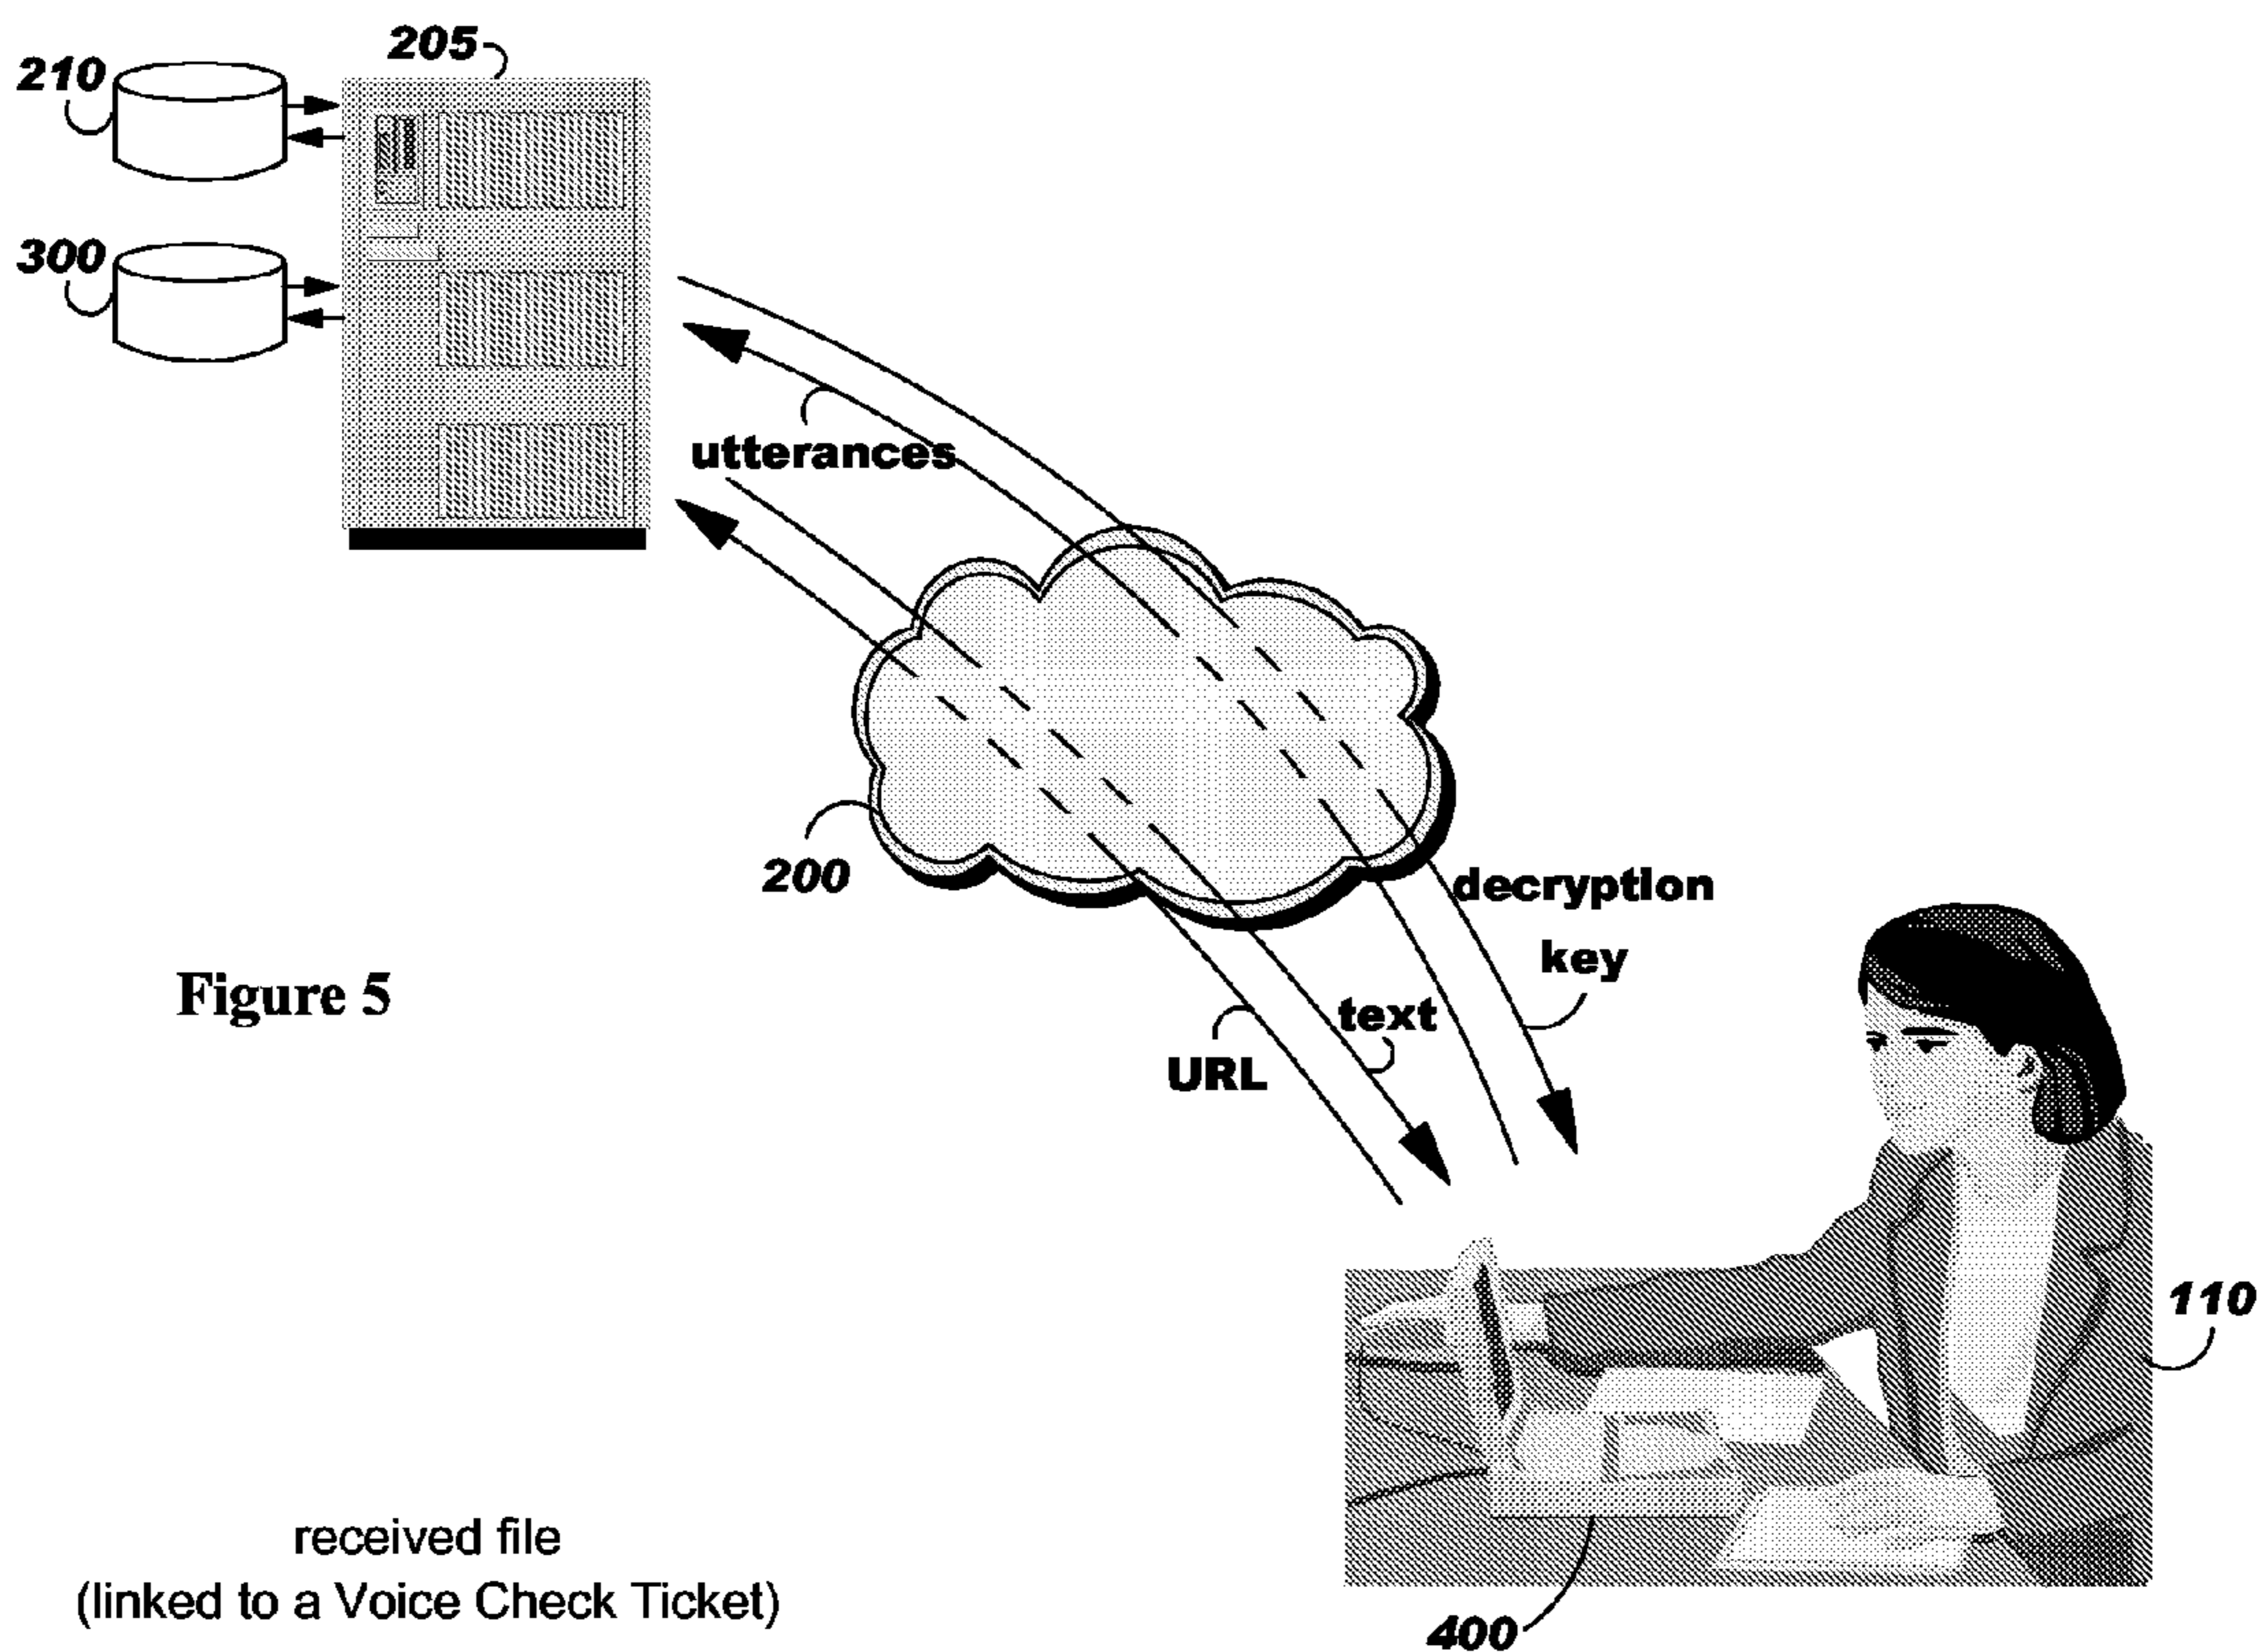 205
210
300
utterances
200
decryption
key
Figure 5
text
URL
110
received file
(linked to a Voice Check Ticket)
400